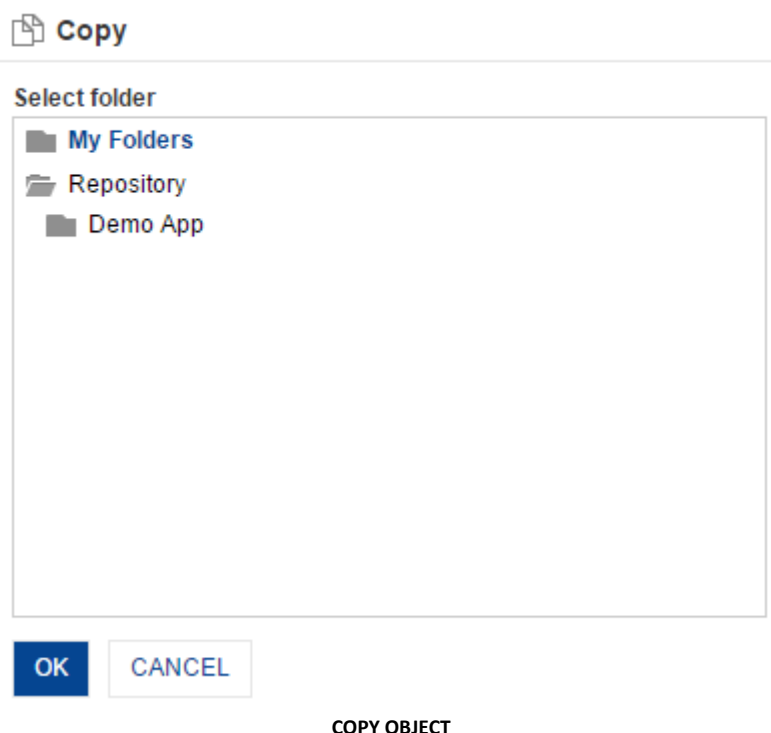 Copy
Select folder
My Folders
Repository
Demo App
OK CANCEL
COPY OBJECT